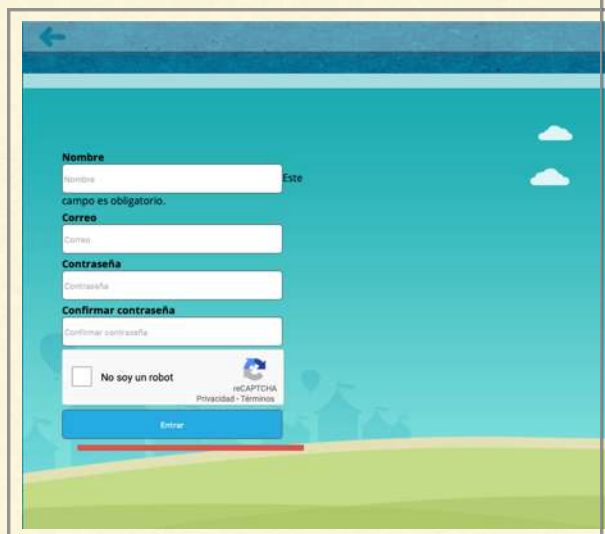 Nombre
Nombre
Este
campo es obligatorio.
Correo
Correo
Contraseña
Contraseña
Confirmar contraseña
Confirmar contraseña
No soy un robot
reCAPTCHA
Privacidad - Términos
Entrar